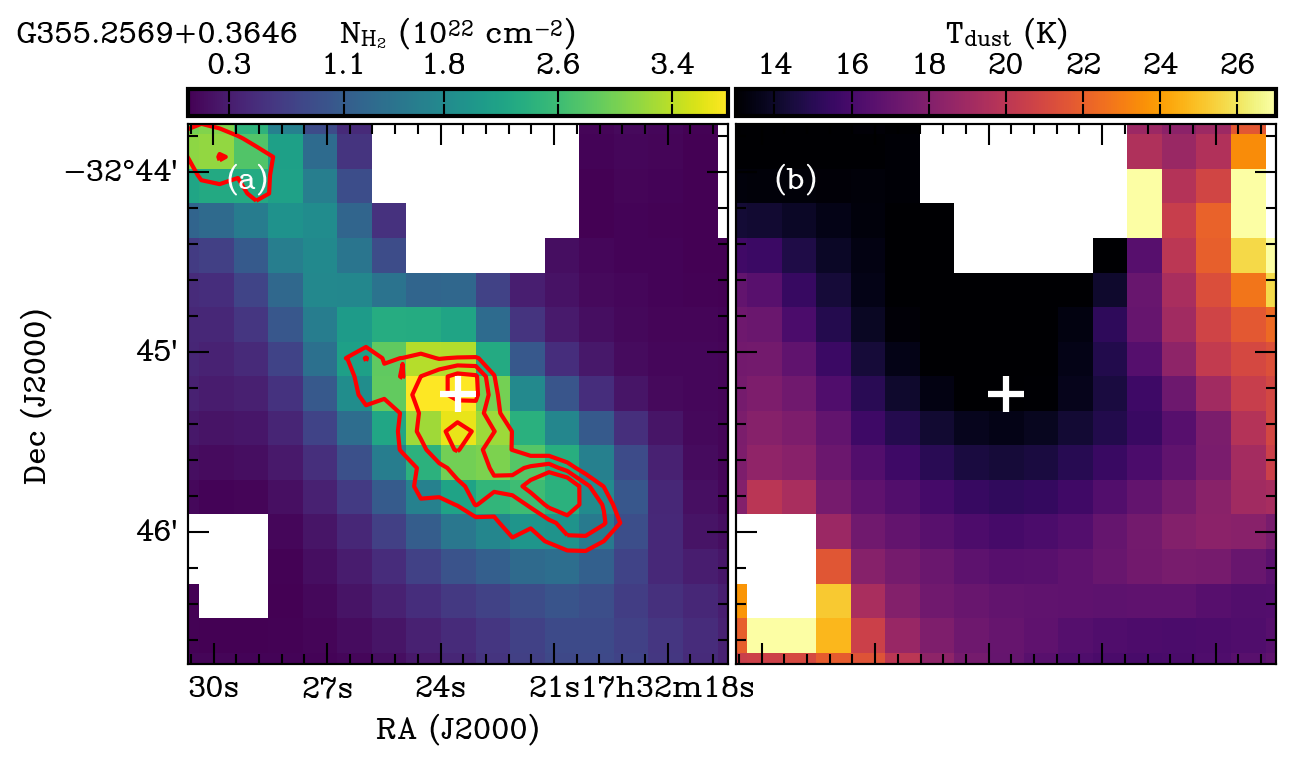 G355.2569+0.3646 N_H₂ (10²² cm⁻²) T_dust (K)
0.3 1.1 1.8 2.6 3.4 14 16 18 20 22 24 26
(a) (b)
−32°44'
45'
46'
Dec (J2000)
30s 27s 24s 21s 17h32m18s
RA (J2000)